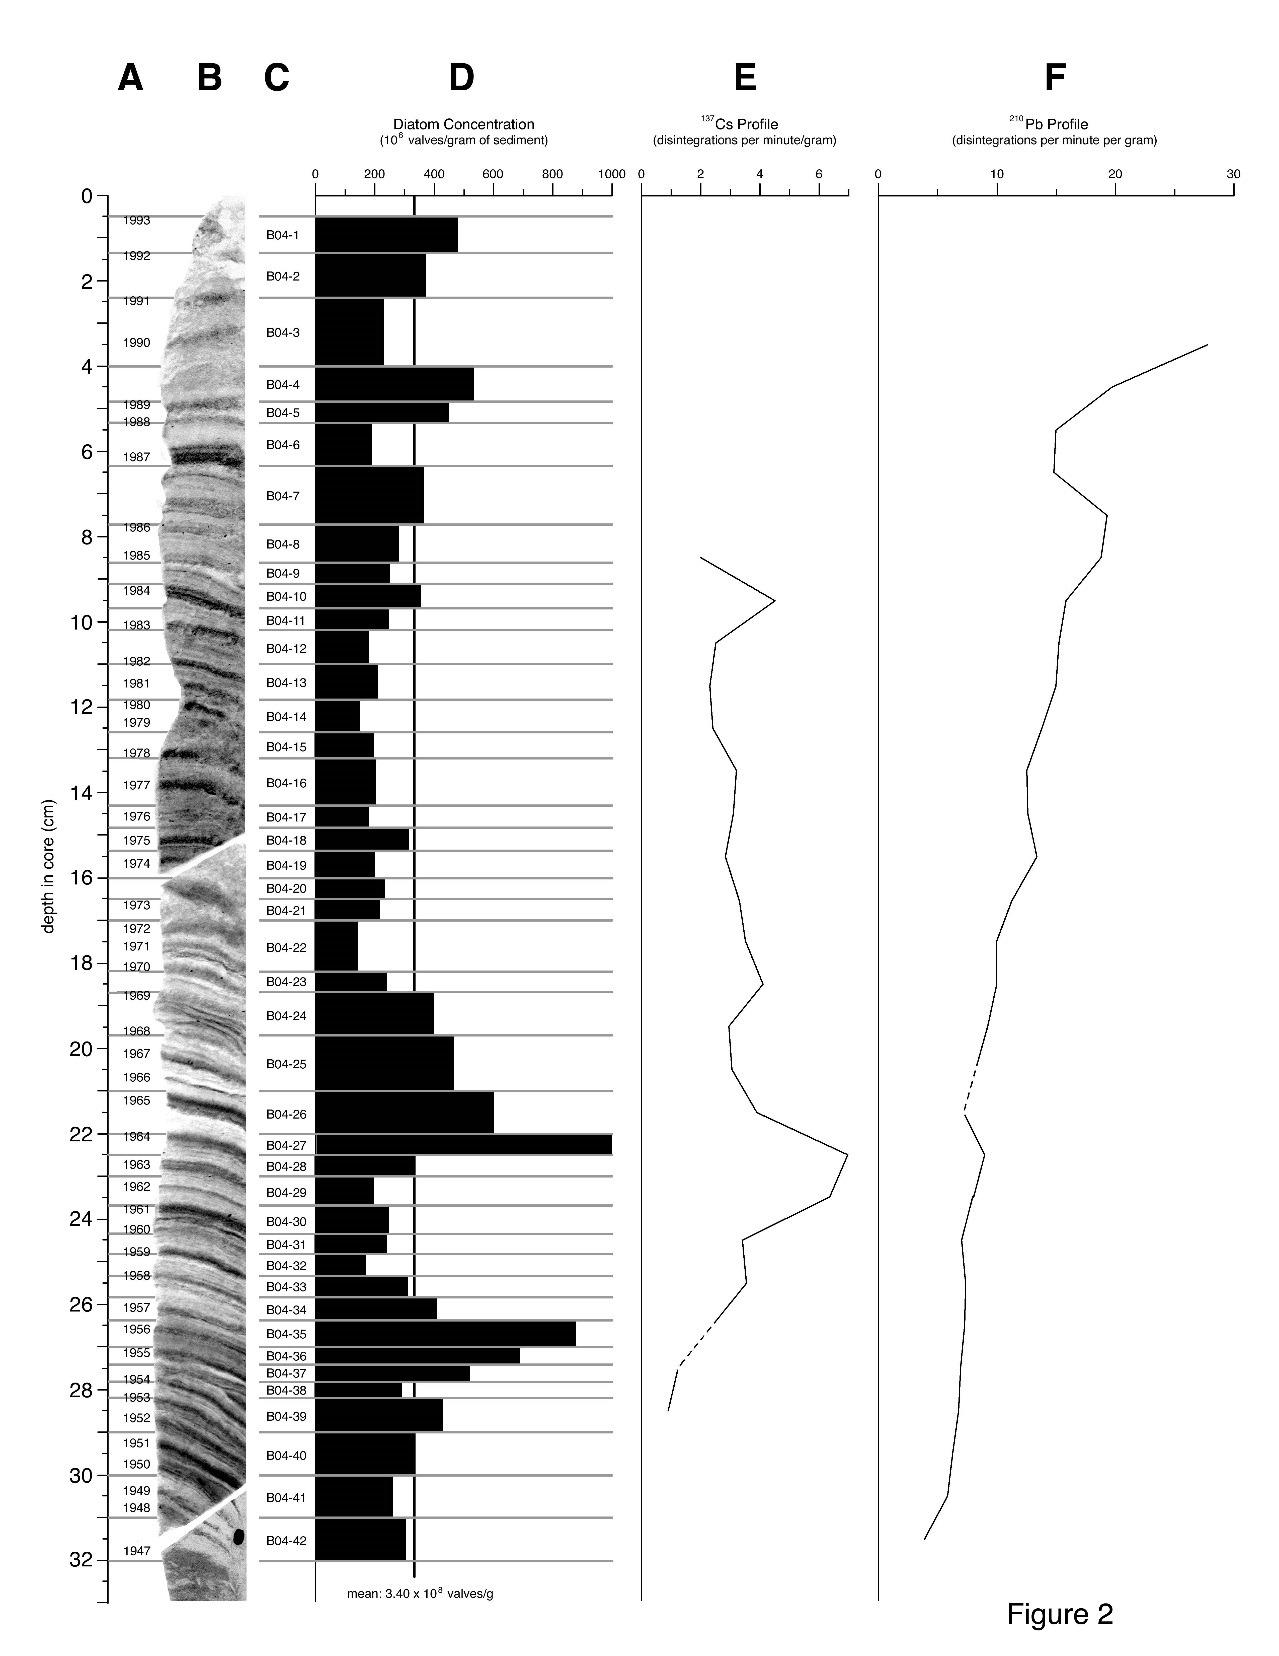 A B C D E F
Diatom Concentration
(10⁶ valves/gram of sediment)
¹³⁷Cs Profile
(disintegrations per minute/gram)
²¹⁰Pb Profile
(disintegrations per minute per gram)
0 200 400 600 800 1000
0 2 4 6
0 10 20 30
depth in core (cm)
0
2
4
6
8
10
12
14
16
18
20
22
24
26
28
30
32
1993
1992
1991
1990
1989
1988
1987
1986
1985
1984
1983
1982
1981
1980
1979
1978
1977
1976
1975
1974
1973
1972
1971
1970
1969
1968
1967
1966
1965
1964
1963
1962
1961
1960
1959
1958
1957
1956
1955
1954
1953
1952
1951
1950
1949
1948
1947
B04-1
B04-2
B04-3
B04-4
B04-5
B04-6
B04-7
B04-8
B04-9
B04-10
B04-11
B04-12
B04-13
B04-14
B04-15
B04-16
B04-17
B04-18
B04-19
B04-20
B04-21
B04-22
B04-23
B04-24
B04-25
B04-26
B04-27
B04-28
B04-29
B04-30
B04-31
B04-32
B04-33
B04-34
B04-35
B04-36
B04-37
B04-38
B04-39
B04-40
B04-41
B04-42
mean: 3.40 x 10⁸ valves/g
Figure 2